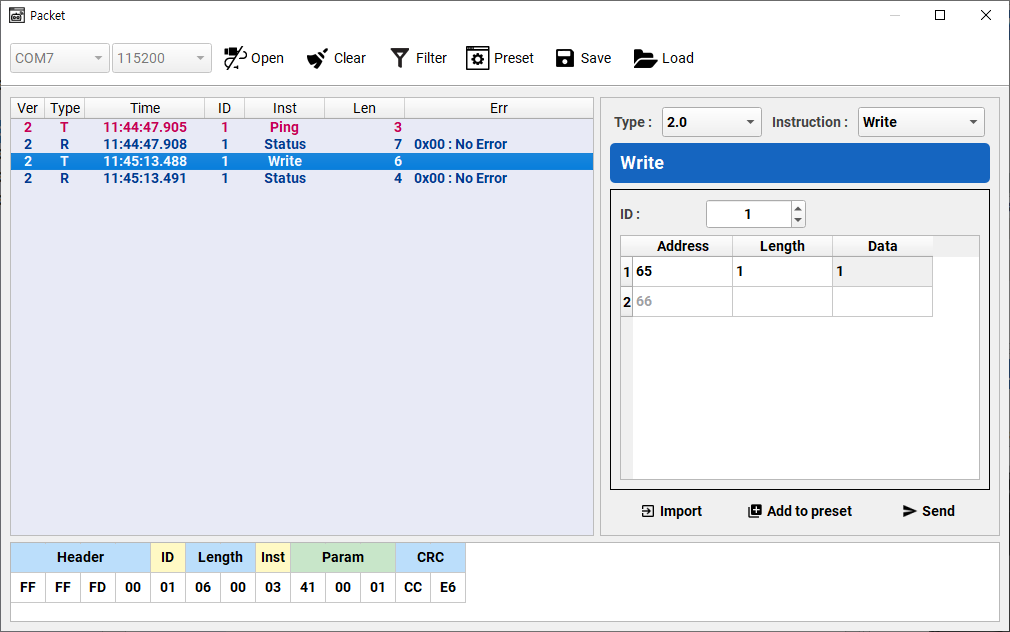 Packet
COM7 115200 Open Clear Filter Preset Save Load
Ver Type Time ID Inst Len Err
2 T 11:44:47.905 1 Ping 3
2 R 11:44:47.908 1 Status 7 0x00 : No Error
2 T 11:45:13.488 1 Write 6
2 R 11:45:13.491 1 Status 4 0x00 : No Error
Type : 2.0 Instruction : Write
Write
ID : 1
Address Length Data
1 65 1 1
2 66
Import Add to preset Send
Header ID Length Inst Param CRC
FF FF FD 00 01 06 00 03 41 00 01 CC E6